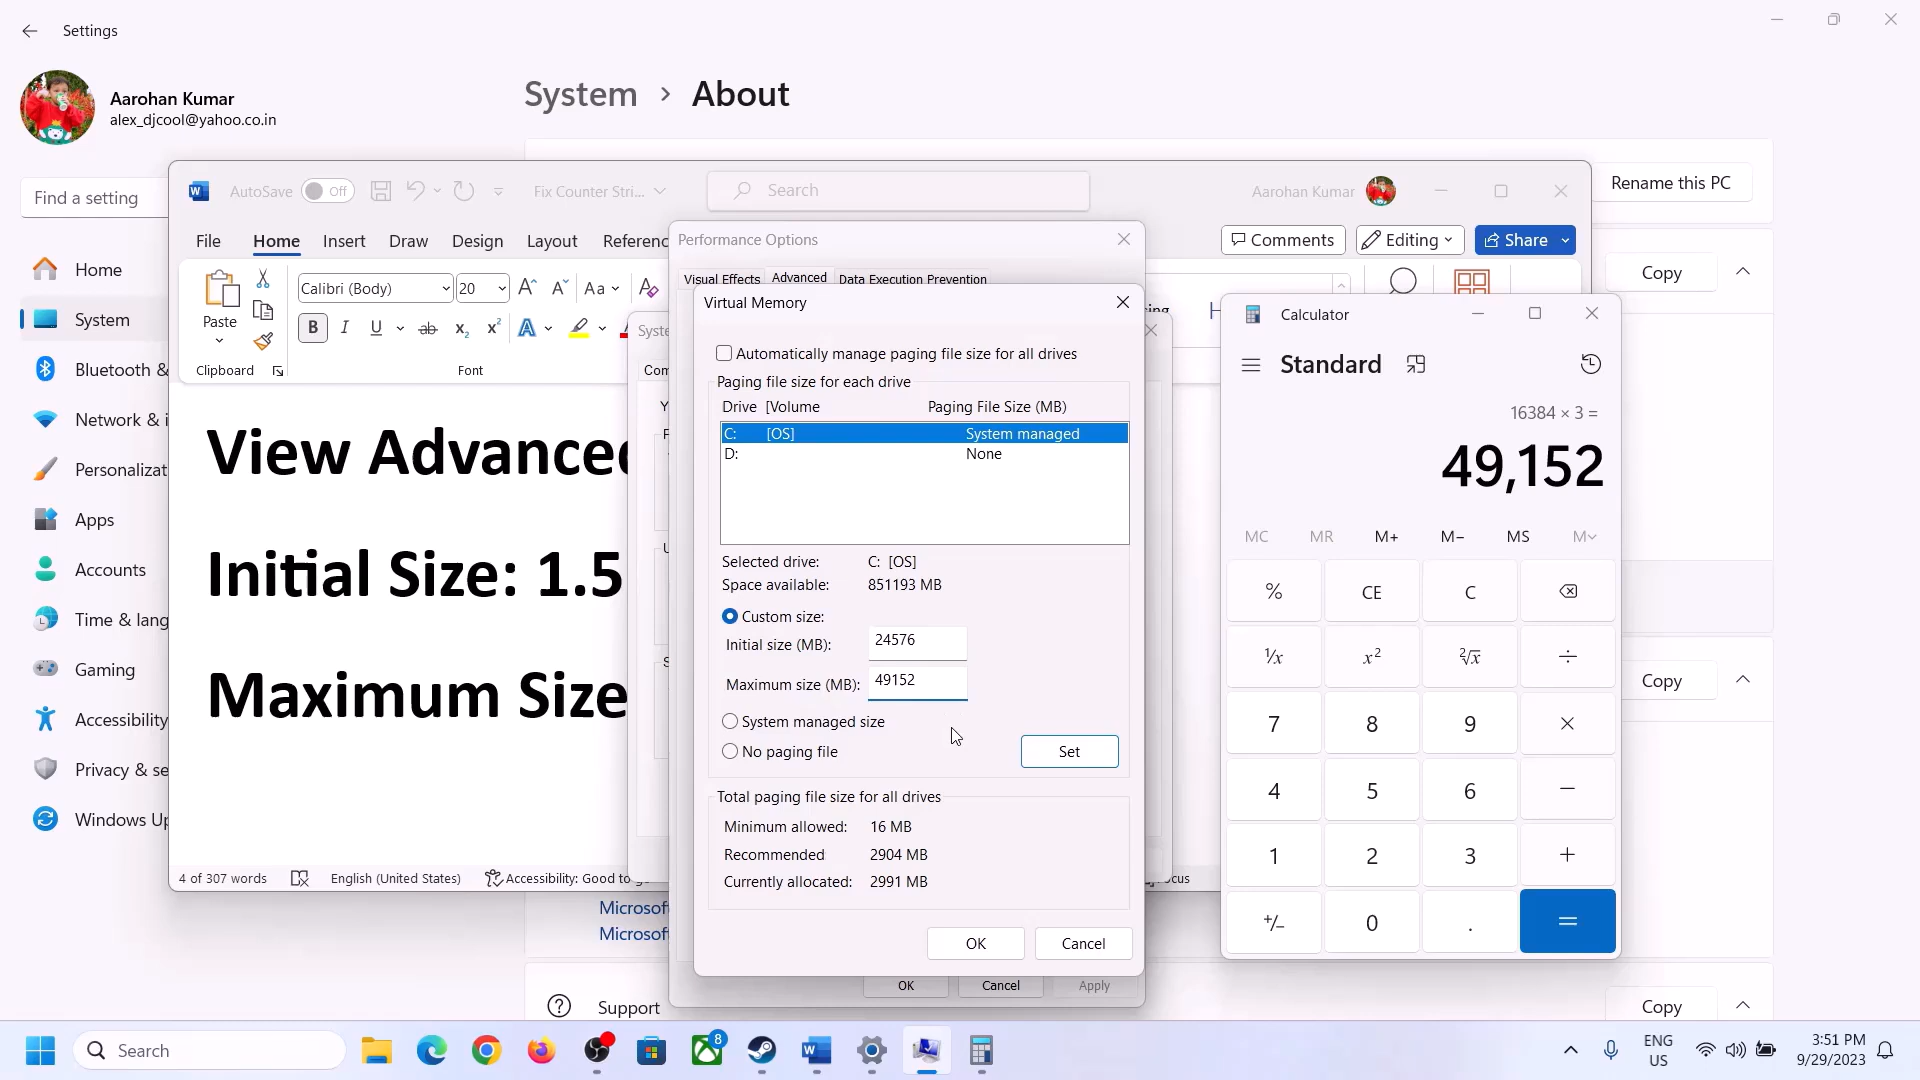 Settings
Aarohan Kumar
alex_djcool@yahoo.co.in
System > About
Find a setting
Home
System
Bluetooth &
Network & i
Personalizat
Apps
Accounts
Time & lang
Gaming
Accessibility
Privacy & se
Windows Up
Rename this PC
Copy
Copy
Copy
Support
AutoSave Off
Fix Counter Stri...
Search
Aarohan Kumar
File Home Insert Draw Design Layout Referenc
Comments Editing Share
Calibri (Body) 20
Paste
Clipboard
Font
View Advanced
Initial Size: 1.5
Maximum Size
4 of 307 words
English (United States)
Accessibility: Good to g
Microsof
Microsof
Performance Options
Visual Effects Advanced Data Execution Prevention
OK Cancel Apply
Virtual Memory
Automatically manage paging file size for all drives
Paging file size for each drive
Drive [Volume Paging File Size (MB)
C: [OS] System managed
D: None
Selected drive: C: [OS]
Space available: 851193 MB
Custom size:
Initial size (MB): 24576
Maximum size (MB): 49152
System managed size
No paging file
Set
Total paging file size for all drives
Minimum allowed: 16 MB
Recommended 2904 MB
Currently allocated: 2991 MB
OK Cancel
Calculator
Standard
16384 × 3 =
49,152
MC MR M+ M− MS M
% CE C
⅟x x² ²√x ÷
7 8 9 ×
4 5 6 −
1 2 3 +
+/− 0 . =
Search
8
ENG
US
3:51 PM
9/29/2023